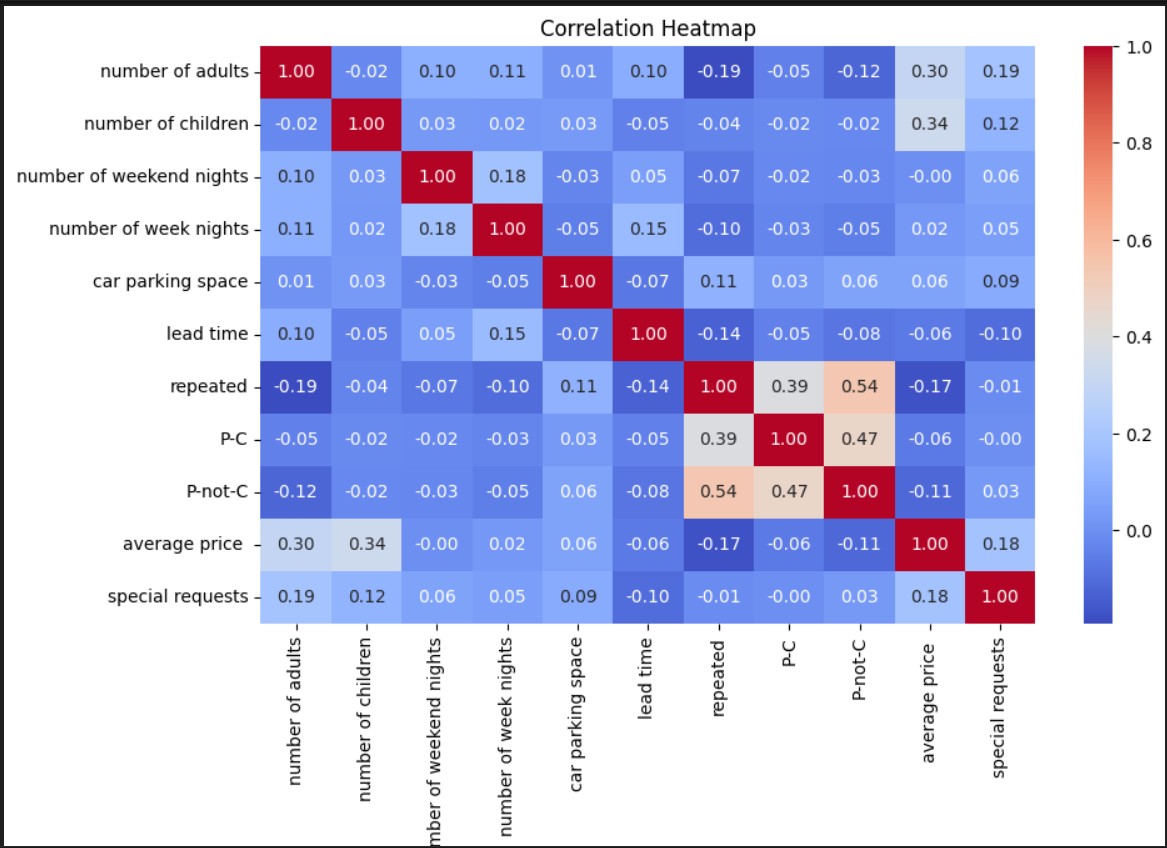 Correlation Heatmap
number of adults 1.00 -0.02 0.10 0.11 0.01 0.10 -0.19 -0.05 -0.12 0.30 0.19
number of children -0.02 1.00 0.03 0.02 0.03 -0.05 -0.04 -0.02 -0.02 0.34 0.12
number of weekend nights 0.10 0.03 1.00 0.18 -0.03 0.05 -0.07 -0.02 -0.03 -0.00 0.06
number of week nights 0.11 0.02 0.18 1.00 -0.05 0.15 -0.10 -0.03 -0.05 0.02 0.05
car parking space 0.01 0.03 -0.03 -0.05 1.00 -0.07 0.11 0.03 0.06 0.06 0.09
lead time 0.10 -0.05 0.05 0.15 -0.07 1.00 -0.14 -0.05 -0.08 -0.06 -0.10
repeated -0.19 -0.04 -0.07 -0.10 0.11 -0.14 1.00 0.39 0.54 -0.17 -0.01
P-C -0.05 -0.02 -0.02 -0.03 0.03 -0.05 0.39 1.00 0.47 -0.06 -0.00
P-not-C -0.12 -0.02 -0.03 -0.05 0.06 -0.08 0.54 0.47 1.00 -0.11 0.03
average price 0.30 0.34 -0.00 0.02 0.06 -0.06 -0.17 -0.06 -0.11 1.00 0.18
special requests 0.19 0.12 0.06 0.05 0.09 -0.10 -0.01 -0.00 0.03 0.18 1.00
number of adults
number of children
mber of weekend nights
number of week nights
car parking space
lead time
repeated
P-C
P-not-C
average price
special requests
1.0
0.8
0.6
0.4
0.2
0.0